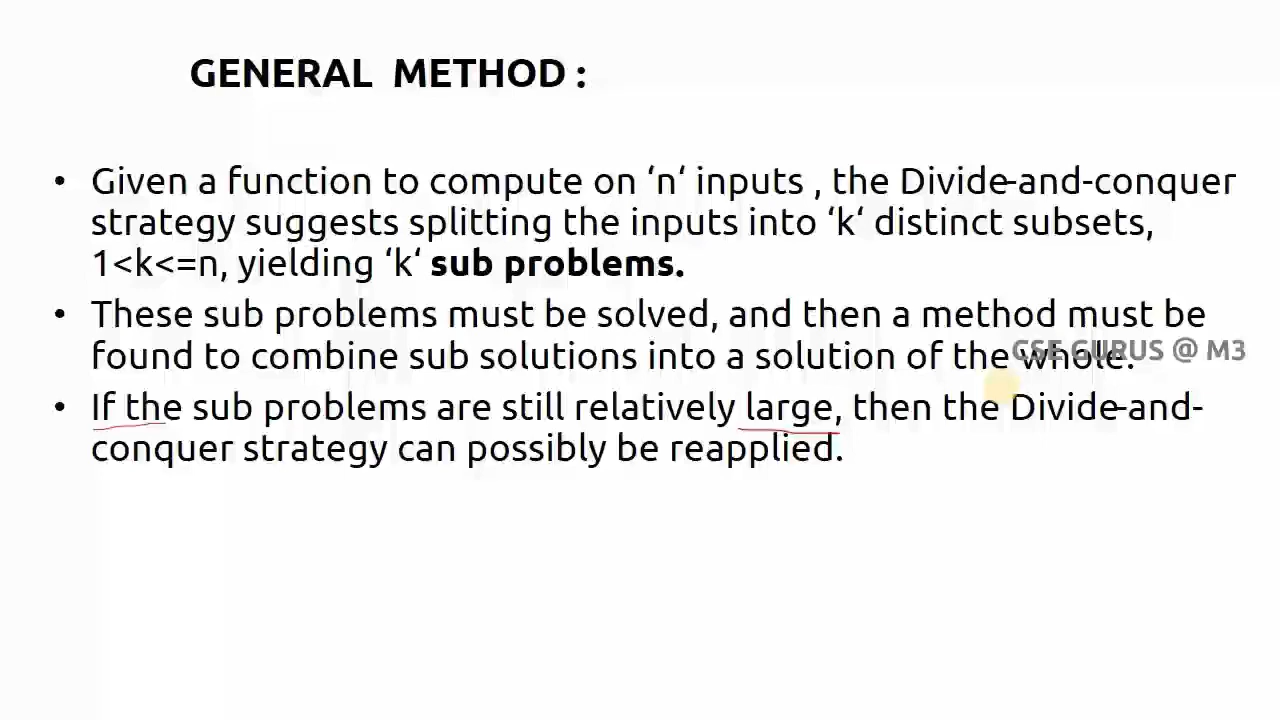 GENERAL METHOD :
• Given a function to compute on ‘n‘ inputs , the Divide-and-conquer
strategy suggests splitting the inputs into ‘k‘ distinct subsets,
1<k<=n, yielding ‘k‘ sub problems.
• These sub problems must be solved, and then a method must be
found to combine sub solutions into a solution of the whole.
CSE GURUS @ M3
• If the sub problems are still relatively large, then the Divide-and-
conquer strategy can possibly be reapplied.